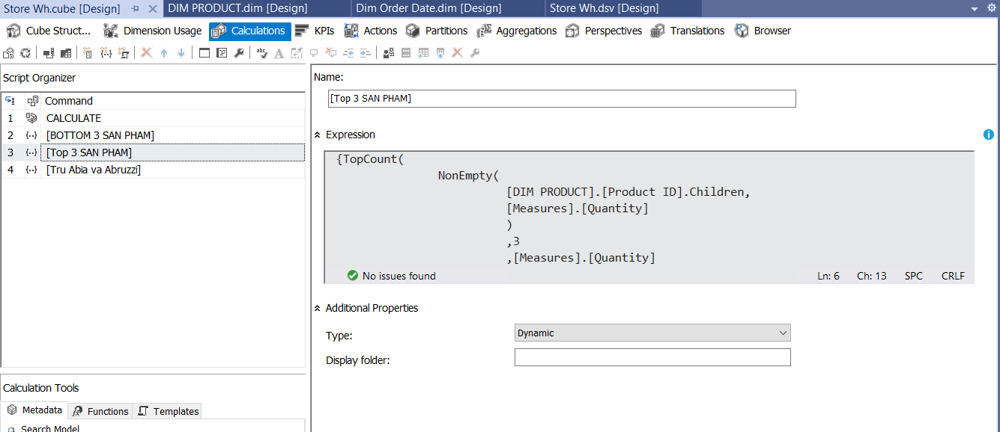 Store Wh.cube [Design] DIM PRODUCT.dim [Design] Dim Order Date.dim [Design] Store Wh.dsv [Design]
Cube Struct... Dimension Usage Calculations KPIs Actions Partitions Aggregations Perspectives Translations Browser
Script Organizer
Command
1 CALCULATE
2 [BOTTOM 3 SAN PHAM]
3 [Top 3 SAN PHAM]
4 [Tru Abia va Abruzzi]
Calculation Tools
Metadata Functions Templates
Search Model
Name:
[Top 3 SAN PHAM]
Expression
{TopCount(
NonEmpty(
[DIM PRODUCT].[Product ID].Children,
[Measures].[Quantity]
)
,3
,[Measures].[Quantity]
No issues found Ln: 6 Ch: 13 SPC CRLF
Additional Properties
Type: Dynamic
Display folder: